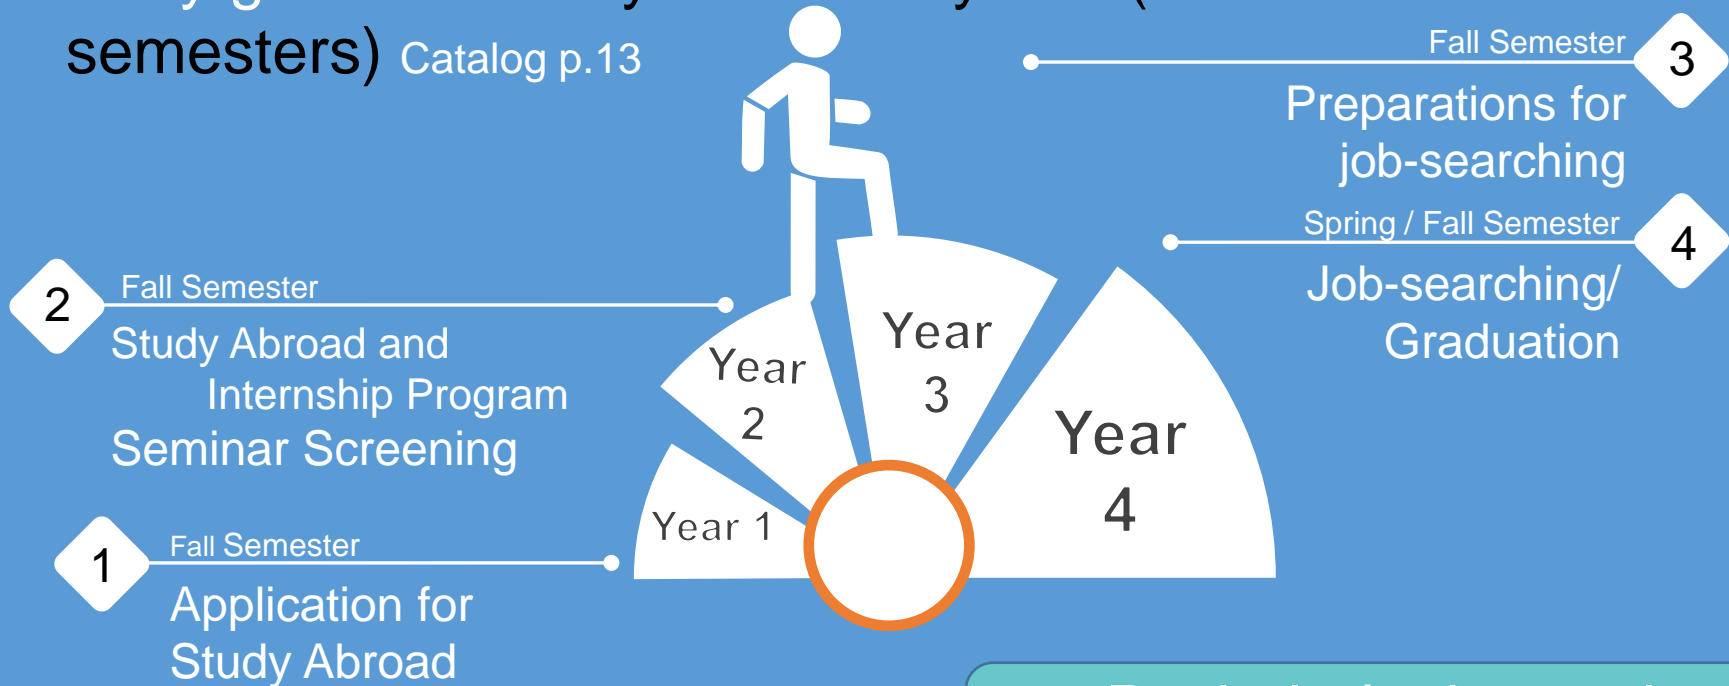 semesters) Catalog p.13
Fall Semester
3
Preparations for
job-searching
Spring / Fall Semester
4
Job-searching/
Graduation
2
Fall Semester
Study Abroad and
Internship Program
Seminar Screening
1
Fall Semester
Application for
Study Abroad
Year 1
Year
2
Year
3
Year
4